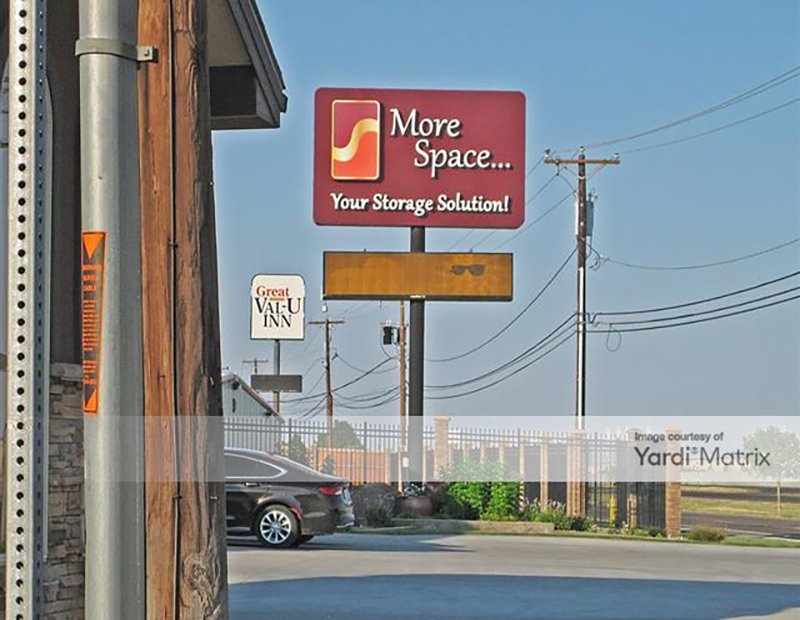 More
Space...
Your Storage Solution!
Great
VAL-U
INN
Image courtesy of
Yardi Matrix